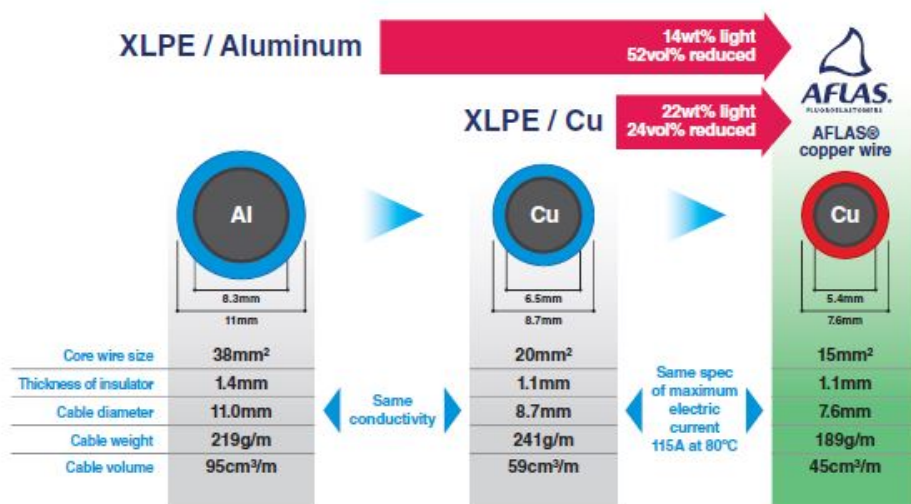 XLPE / Aluminum
14wt% light
52vol% reduced
XLPE / Cu
22wt% light
24vol% reduced
AFLAS.
FLUOROELASTOMERS
AFLAS®
copper wire
Al
Cu
Cu
8.3mm
11mm
6.5mm
8.7mm
5.4mm
7.6mm
Core wire size 38mm² 20mm² 15mm²
Thickness of insulator 1.4mm 1.1mm 1.1mm
Cable diameter 11.0mm 8.7mm 7.6mm
Cable weight 219g/m 241g/m 189g/m
Cable volume 95cm³/m 59cm³/m 45cm³/m
Same
conductivity
Same spec
of maximum
electric
current
115A at 80℃